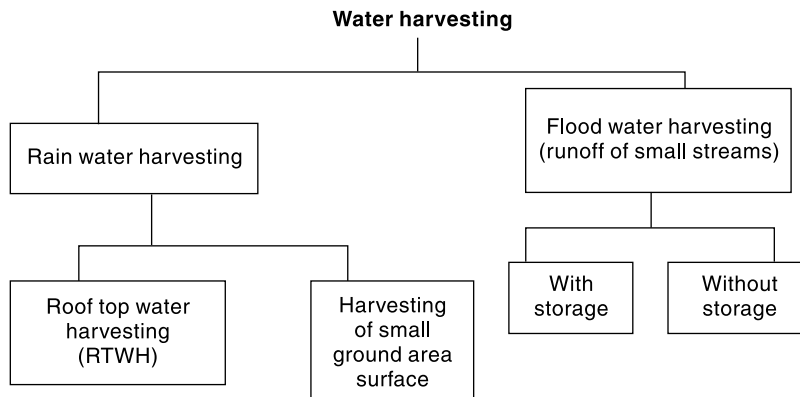 Water harvesting
Rain water harvesting
Flood water harvesting
(runoff of small streams)
Roof top water
harvesting
(RTWH)
Harvesting
of small
ground area
surface
With
storage
Without
storage